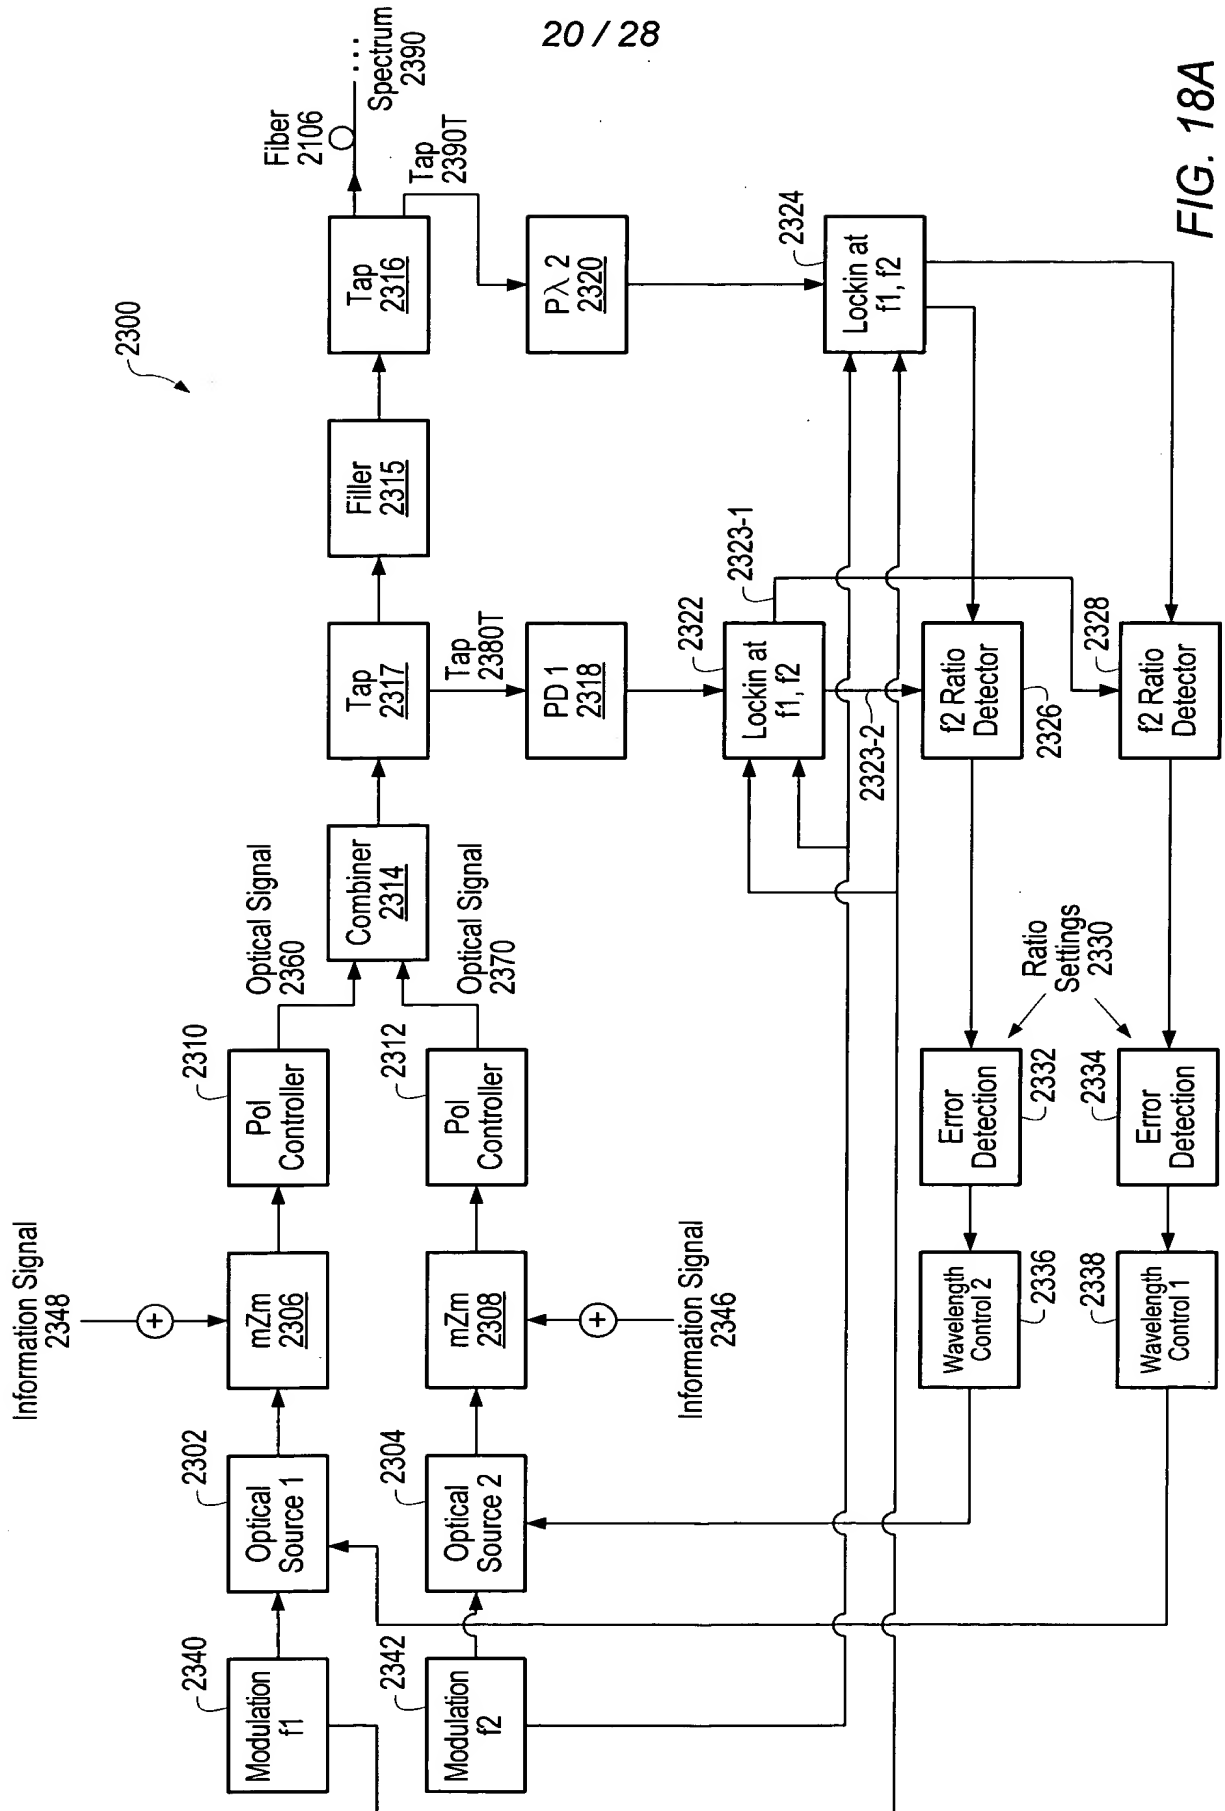 20 / 28
FIG. 18A
2300
Information Signal
2348
+
2340
Modulation
f1
2302
Optical
Source 1
mZm
2306
2310
Pol
Controller
Optical Signal
2360
2342
Modulation
f2
2304
Optical
Source 2
mZm
2308
+
Information Signal
2346
2312
Pol
Controller
Optical Signal
2370
Combiner
2314
Tap
2317
Filler
2315
Tap
2316
Fiber
2106
...
Spectrum
2390
Tap
2380T
Tap
2390T
PD 1
2318
Pλ 2
2320
2322
Lockin at
f1, f2
2323-1
2323-2
2324
Lockin at
f1, f2
f2 Ratio
Detector
2326
2328
f2 Ratio
Detector
Ratio
Settings
2330
Error
Detection
2332
2334
Error
Detection
Wavelength
Control 2
2336
2338
Wavelength
Control 1